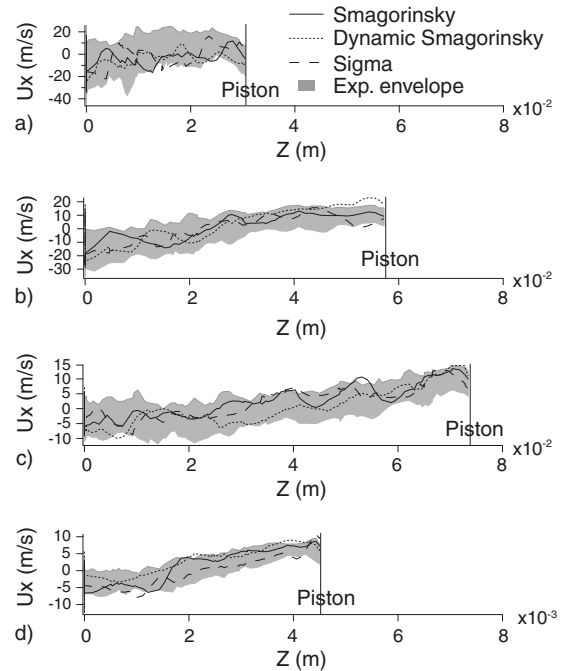 Smagorinsky
Dynamic Smagorinsky
Sigma
Exp. envelope
Ux (m/s)
20
0
-20
-40
Piston
0 2 4 6 8
x10-2
a)
Z (m)
Ux (m/s)
20
10
0
-10
-20
-30
Piston
0 2 4 6 8
x10-2
b)
Z (m)
Ux (m/s)
15
10
5
0
-5
-10
Piston
0 2 4 6 8
x10-2
c)
Z (m)
Ux (m/s)
10
5
0
-5
-10
Piston
0 2 4 6 8
x10-3
d)
Z (m)